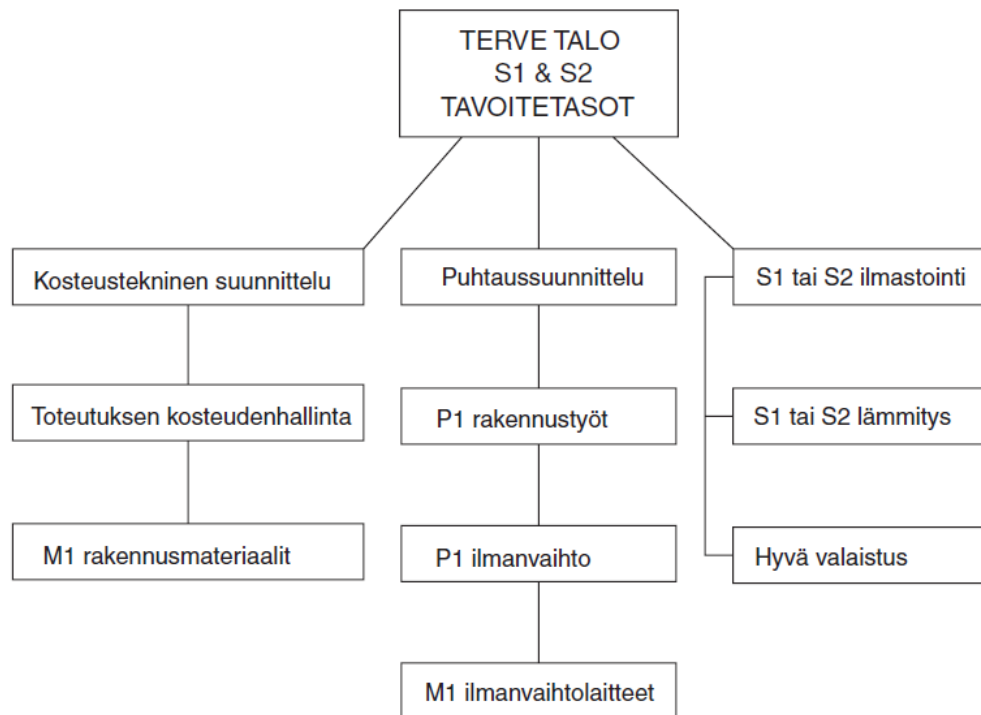 TERVE TALO
S1 & S2
TAVOITETASOT
Kosteustekninen suunnittelu
Toteutuksen kosteudenhallinta
M1 rakennusmateriaalit
Puhtaussuunnittelu
P1 rakennustyöt
P1 ilmanvaihto
M1 ilmanvaihtolaitteet
S1 tai S2 ilmastointi
S1 tai S2 lämmitys
Hyvä valaistus